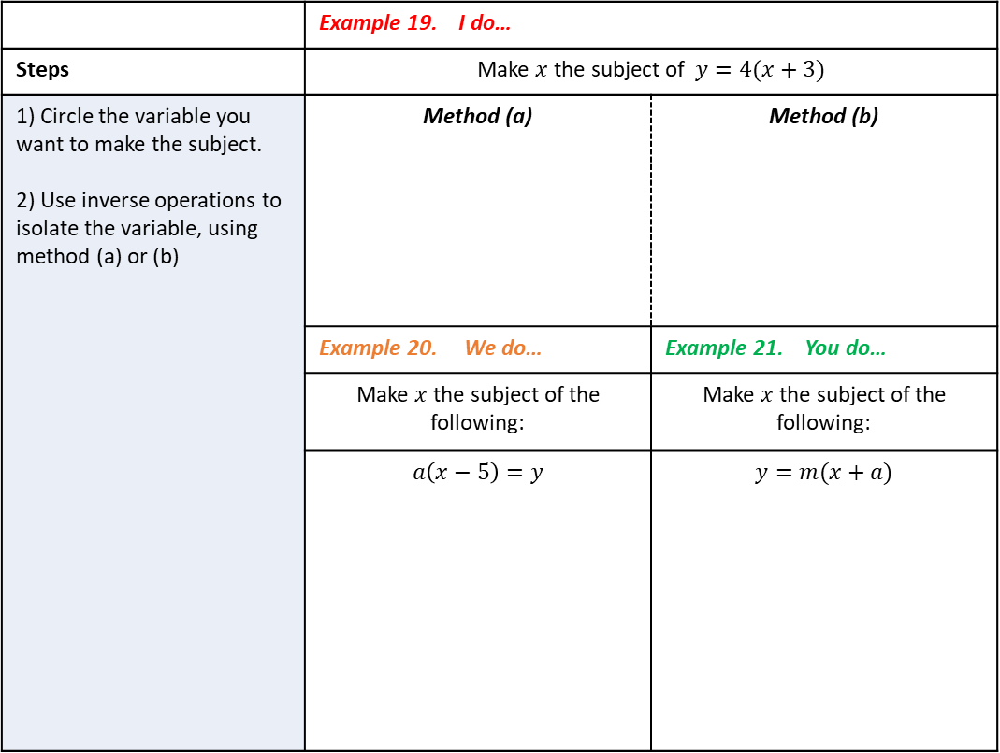 Example 19. I do...
Steps
Make x the subject of y = 4(x + 3)
1) Circle the variable you
want to make the subject.
2) Use inverse operations to
isolate the variable, using
method (a) or (b)
Method (a)
Method (b)
Example 20. We do...
Example 21. You do...
Make x the subject of the
following:
Make x the subject of the
following:
a(x − 5) = y
y = m(x + a)